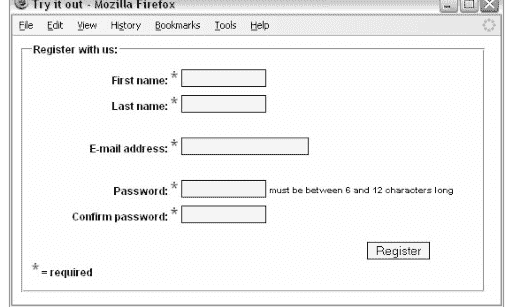 Try it out - Mozilla Firefox
File Edit View History Bookmarks Tools Help
Register with us:
First name: *
Last name: *
E-mail address: *
Password: * must be between 6 and 12 characters long
Confirm password: *
Register
* = required